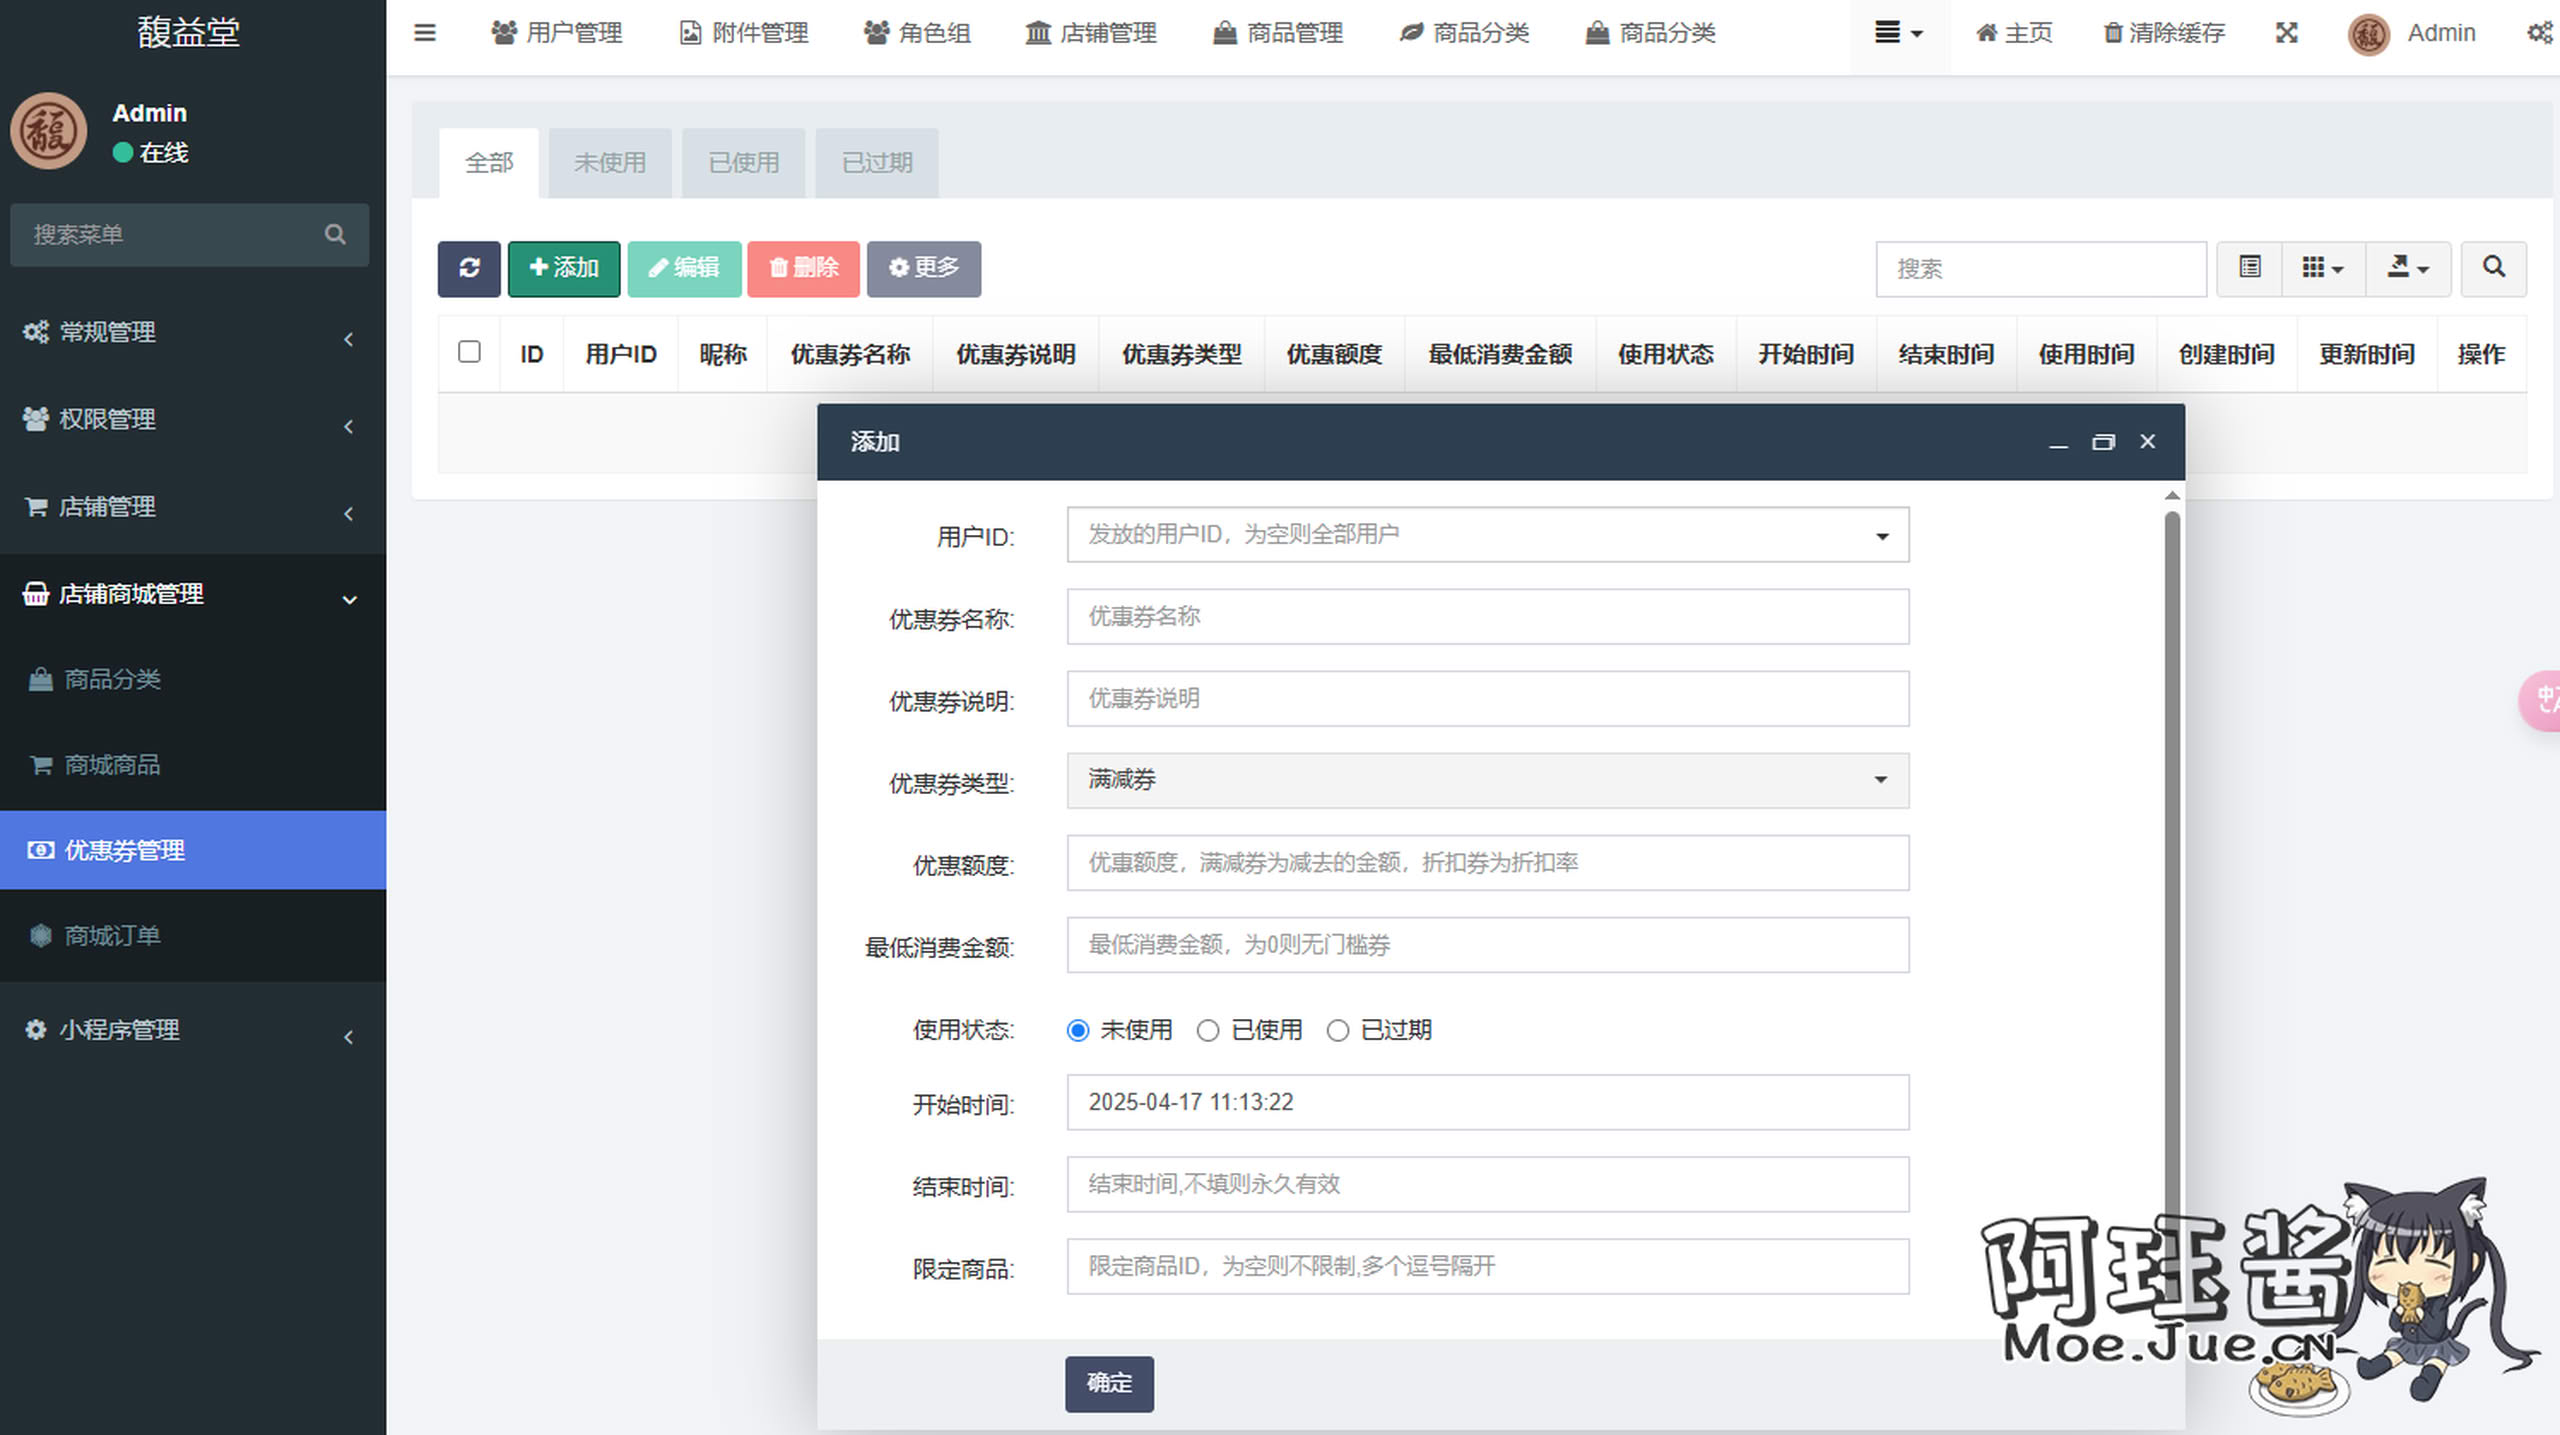 馥益堂
用户管理 附件管理 角色组 店铺管理 商品管理 商品分类 商品分类 主页 清除缓存 Admin
Admin
在线
搜索菜单
常规管理
权限管理
店铺管理
店铺商城管理
商品分类
商城商品
优惠券管理
商城订单
小程序管理
全部 未使用 已使用 已过期
添加 编辑 删除 更多 搜索
ID 用户ID 昵称 优惠券名称 优惠券说明 优惠券类型 优惠额度 最低消费金额 使用状态 开始时间 结束时间 使用时间 创建时间 更新时间 操作
添加
用户ID: 发放的用户ID，为空则全部用户
优惠券名称: 优惠券名称
优惠券说明: 优惠券说明
优惠券类型: 满减券
优惠额度: 优惠额度，满减券为减去的金额，折扣券为折扣率
最低消费金额: 最低消费金额，为0则无门槛券
使用状态: 未使用 已使用 已过期
开始时间: 2025-04-17 11:13:22
结束时间: 结束时间,不填则永久有效
限定商品: 限定商品ID，为空则不限制,多个逗号隔开
确定
阿珏酱
Moe.Jue.CN